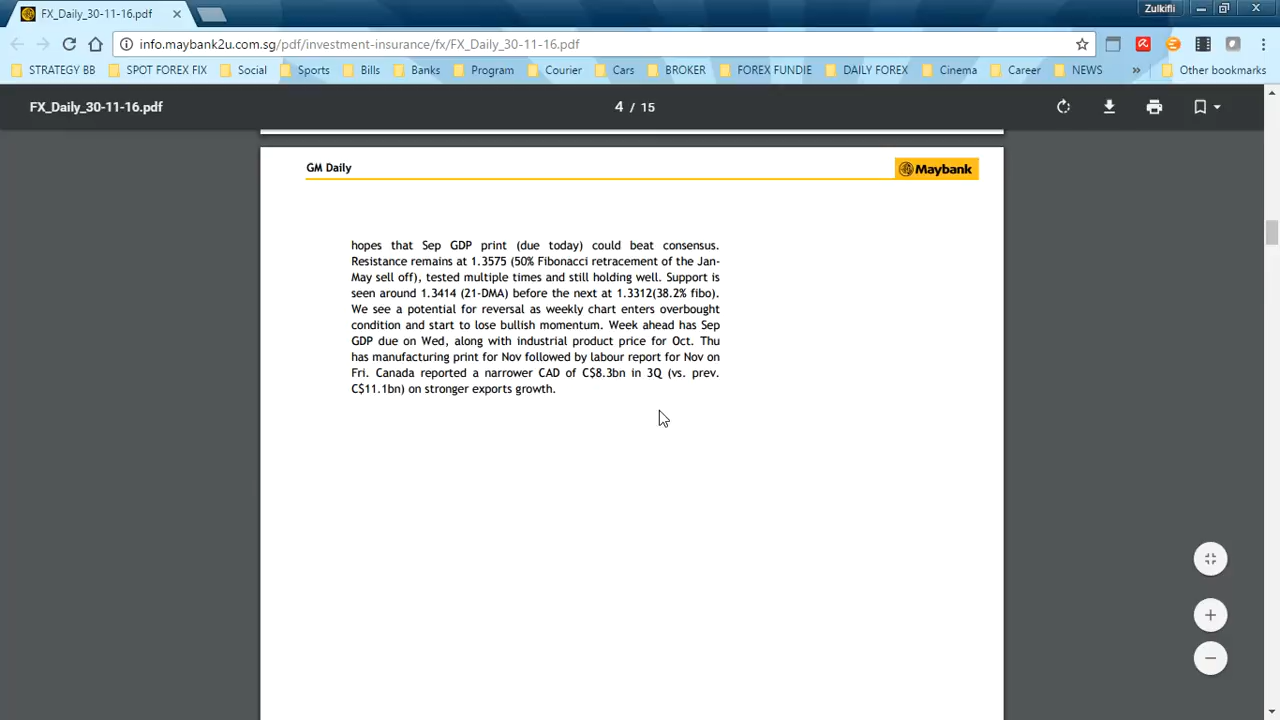 FX_Daily_30-11-16.pdf
Zulkifli
info.maybank2u.com.sg/pdf/investment-insurance/fx/FX_Daily_30-11-16.pdf
STRATEGY BB SPOT FOREX FIX Social Sports Bills Banks Program Courier Cars BROKER FOREX FUNDIE DAILY FOREX Cinema Career NEWS » Other bookmarks
FX_Daily_30-11-16.pdf 4 / 15
GM Daily Maybank
hopes that Sep GDP print (due today) could beat consensus.
Resistance remains at 1.3575 (50% Fibonacci retracement of the Jan-
May sell off), tested multiple times and still holding well. Support is
seen around 1.3414 (21-DMA) before the next at 1.3312(38.2% fibo).
We see a potential for reversal as weekly chart enters overbought
condition and start to lose bullish momentum. Week ahead has Sep
GDP due on Wed, along with industrial product price for Oct. Thu
has manufacturing print for Nov followed by labour report for Nov on
Fri. Canada reported a narrower CAD of C$8.3bn in 3Q (vs. prev.
C$11.1bn) on stronger exports growth.